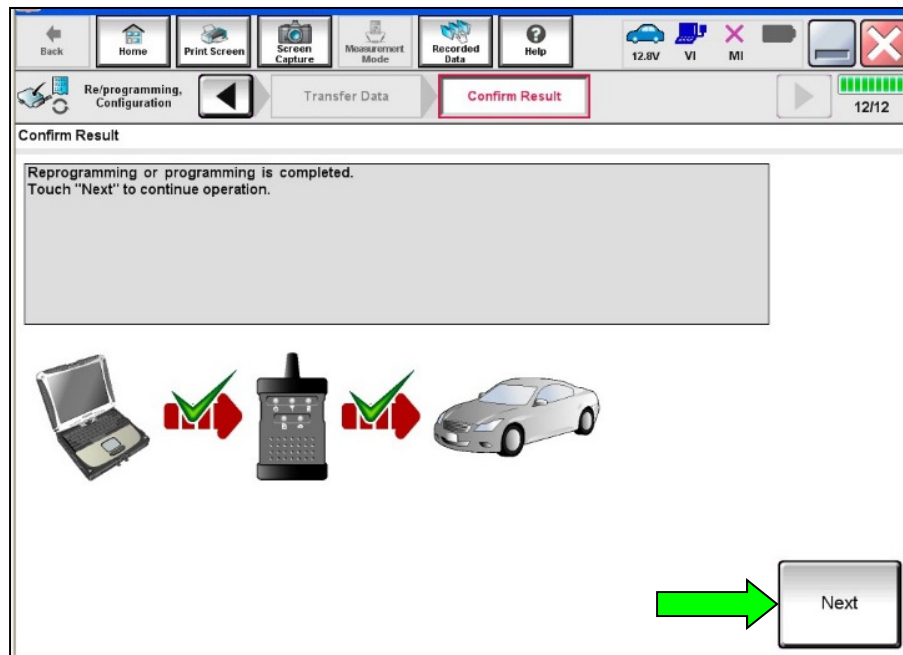 Back
Home
Print Screen
Screen
Capture
Measurement
Mode
Recorded
Data
Help
12.8V
VI
MI
Re/programming,
Configuration
Transfer Data
Confirm Result
12/12
Confirm Result
Reprogramming or programming is completed.
Touch "Next" to continue operation.
Next